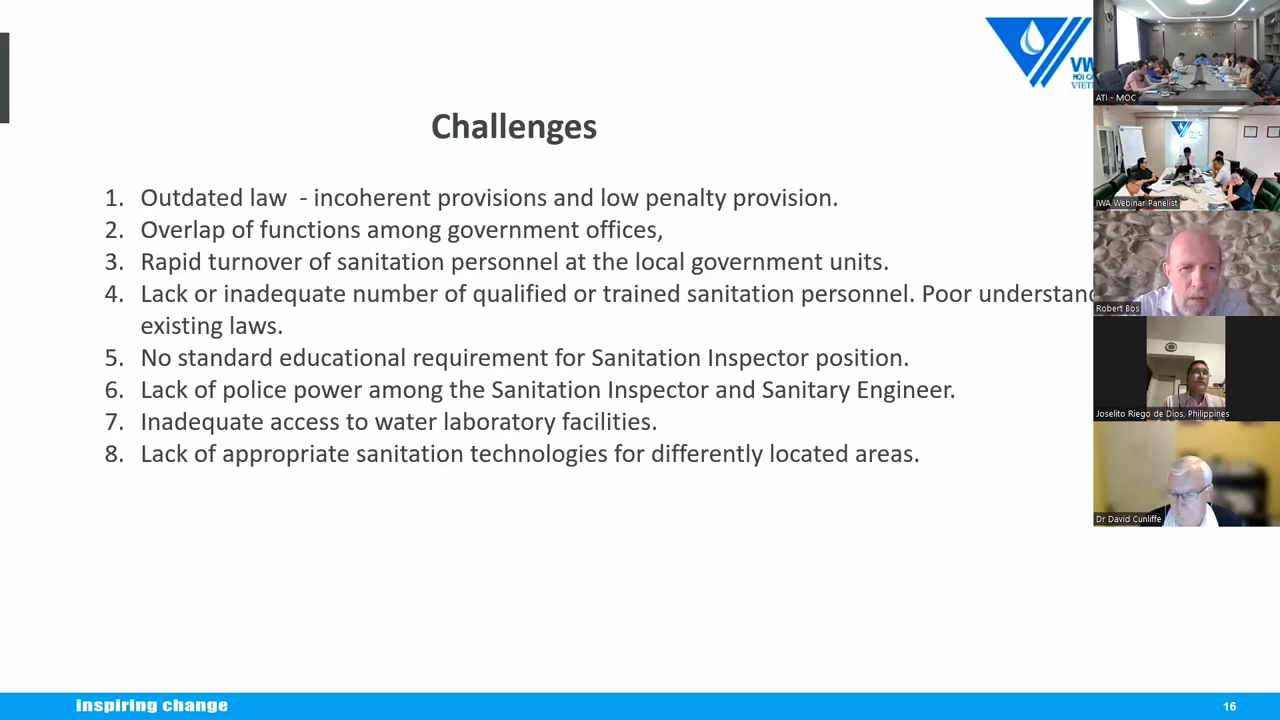 Challenges
1. Outdated law - incoherent provisions and low penalty provision.
2. Overlap of functions among government offices,
3. Rapid turnover of sanitation personnel at the local government units.
4. Lack or inadequate number of qualified or trained sanitation personnel. Poor understand
existing laws.
5. No standard educational requirement for Sanitation Inspector position.
6. Lack of police power among the Sanitation Inspector and Sanitary Engineer.
7. Inadequate access to water laboratory facilities.
8. Lack of appropriate sanitation technologies for differently located areas.
ATI - MOC
IWA Webinar Panelist
Robert Bos
Joselito Riego de Dios, Philippines
Dr David Cunliffe
inspiring change
16